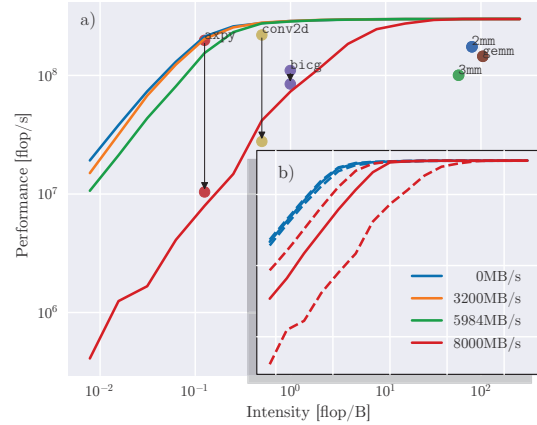 a)
axpy
conv2d
bicg
2mm
gemm
3mm
10^8
10^7
10^6
Performance [flop/s]
b)
0MB/s
3200MB/s
5984MB/s
8000MB/s
10^-2
10^-1
10^0
10^1
10^2
Intensity [flop/B]